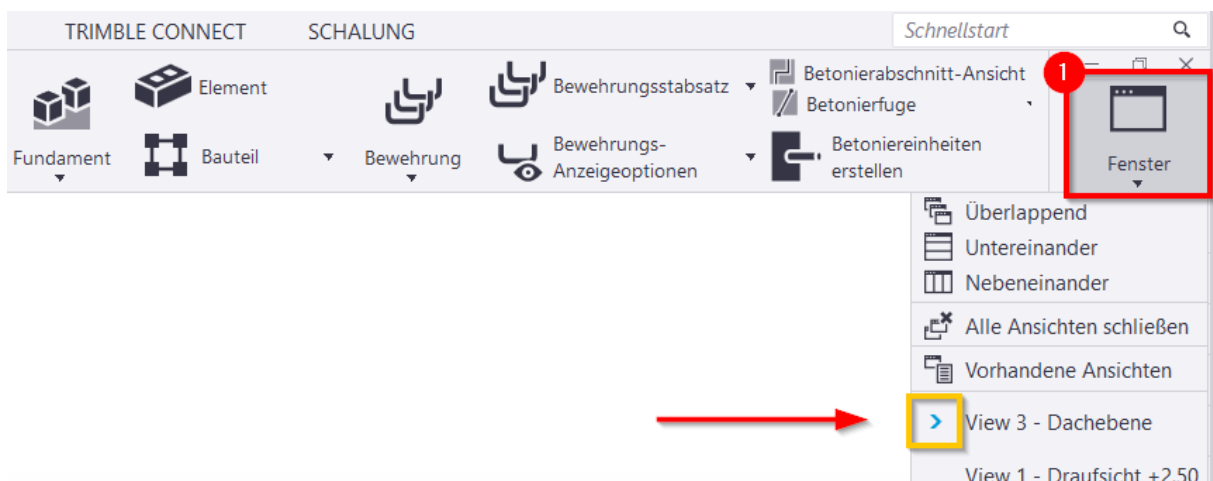 TRIMBLE CONNECT SCHALUNG Schnellstart
Element
Fundament
Bauteil
Bewehrung
Bewehrungsstabsatz
Bewehrungs-
Anzeigeoptionen
Betonierabschnitt-Ansicht
Betonierfuge
Betoniereinheiten
erstellen
1
Fenster
Überlappend
Untereinander
Nebeneinander
Alle Ansichten schließen
Vorhandene Ansichten
View 3 - Dachebene
View 1 - Draufsicht +2.50